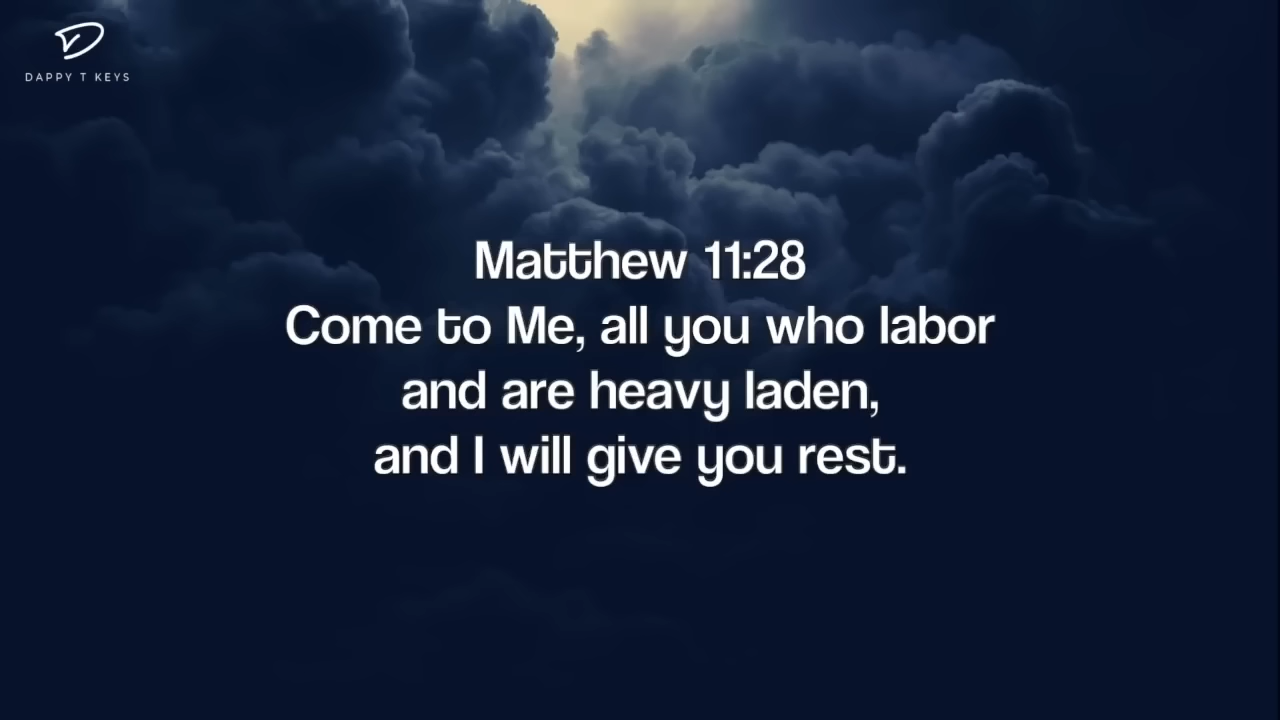 DAPPY T KEYS
Matthew 11:28
Come to Me, all you who labor
and are heavy laden,
and I will give you rest.